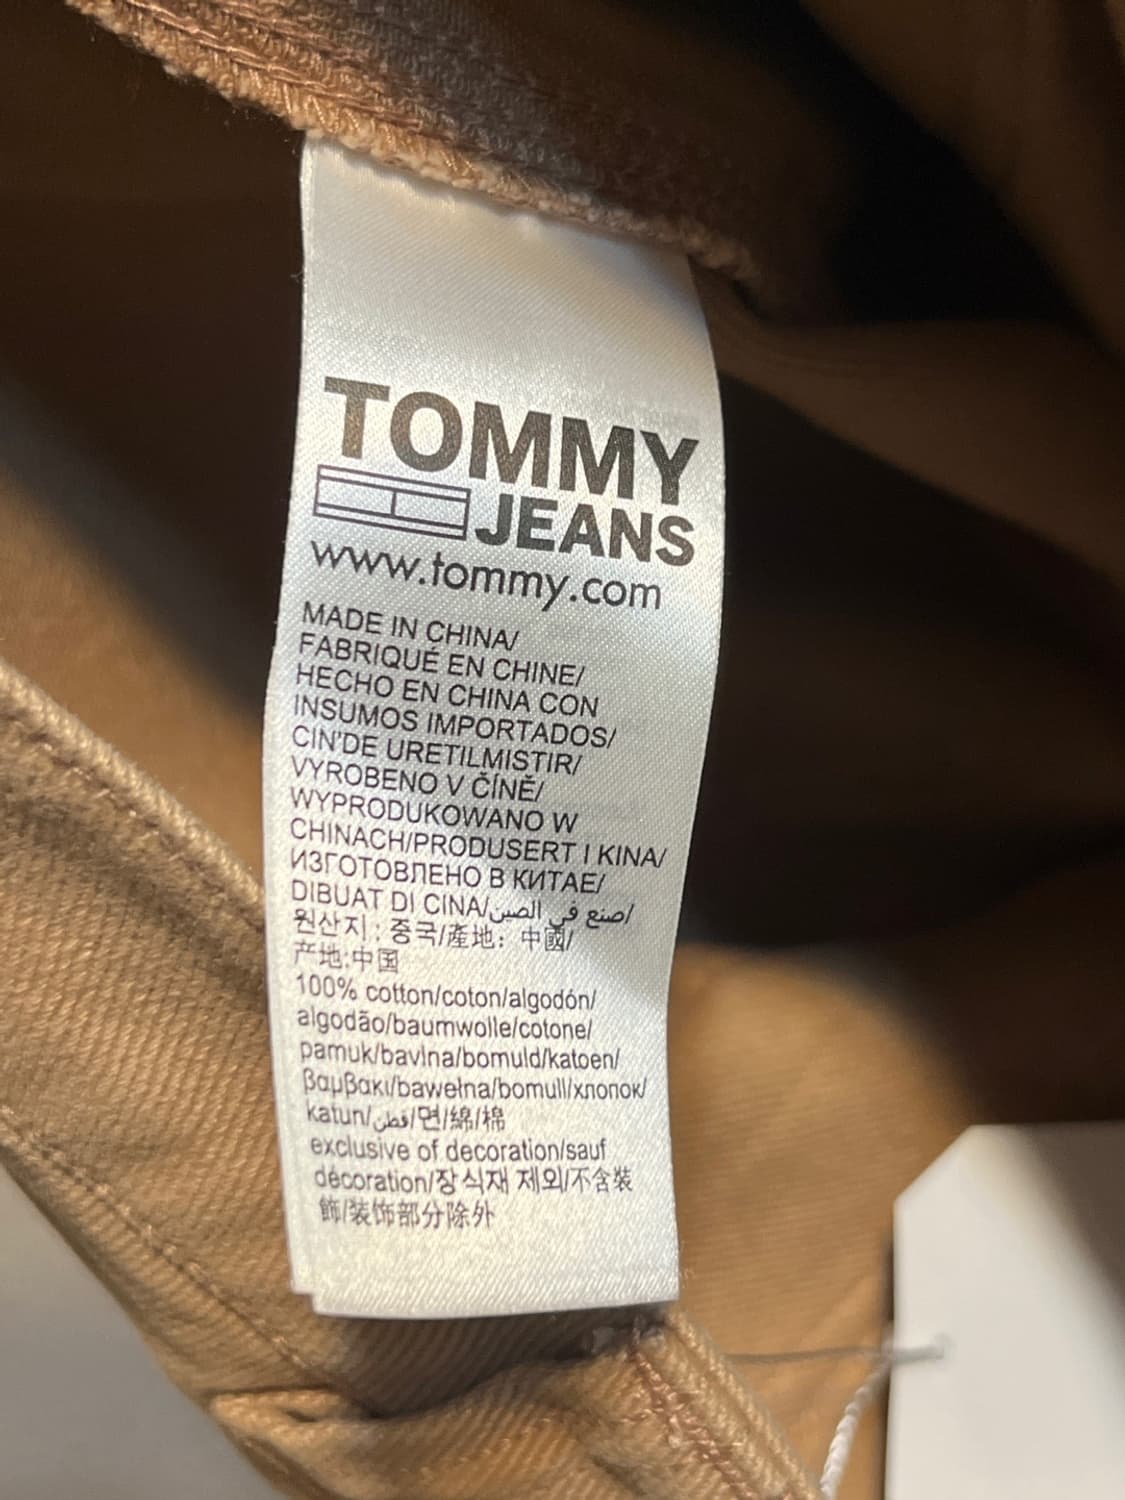 TOMMY
JEANS
www.tommy.com
MADE IN CHINA/
FABRIQUÉ EN CHINE/
HECHO EN CHINA CON
INSUMOS IMPORTADOS/
CIN'DE URETILMISTIR/
VYROBENO V ČÍNĚ/
WYPRODUKOWANO W
CHINACH/PRODUSERT I KINA/
ИЗГОТОВЛЕНО В КИТАЕ/
DIBUAT DI CINA/صنع في الصين/
원산지 : 중국/產地: 中國/
产地:中国
100% cotton/coton/algodón/
algodão/baumwolle/cotone/
pamuk/bavlna/bomuld/katoen/
βαμβακι/bawełna/bomull/хлопок/
katun/قطن/면/綿/棉
exclusive of decoration/sauf
décoration/장식재 제외/不含裝
飾/装饰部分除外